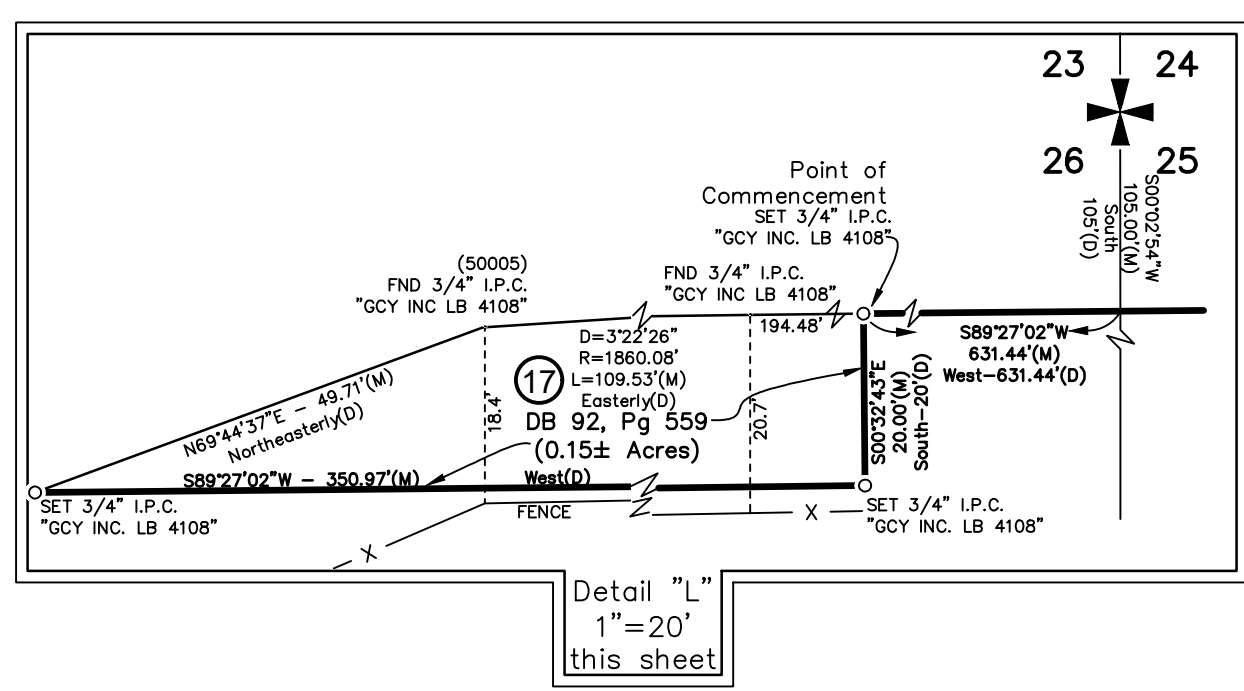 23 24
26 25
S00°02'54"W
105.00'(M)
South
105'(D)
Point of
Commencement
SET 3/4" I.P.C.
"GCY INC. LB 4108"
(50005)
FND 3/4" I.P.C.
"GCY INC LB 4108"
FND 3/4" I.P.C.
"GCY INC LB 4108"
194.48'
S89°27'02"W
631.44'(M)
West-631.44'(D)
D=3°22'26"
R=1860.08'
L=109.53'(M)
Easterly(D)
17
DB 92, Pg 559
(0.15± Acres)
18.4'
20.7'
S00°32'43"E
20.00'(M)
South-20'(D)
N69°44'37"E - 49.71'(M)
Northeasterly(D)
S89°27'02"W - 350.97'(M)
West(D)
SET 3/4" I.P.C.
"GCY INC. LB 4108"
FENCE
X
X
SET 3/4" I.P.C.
"GCY INC. LB 4108"
Detail "L"
1"=20'
this sheet